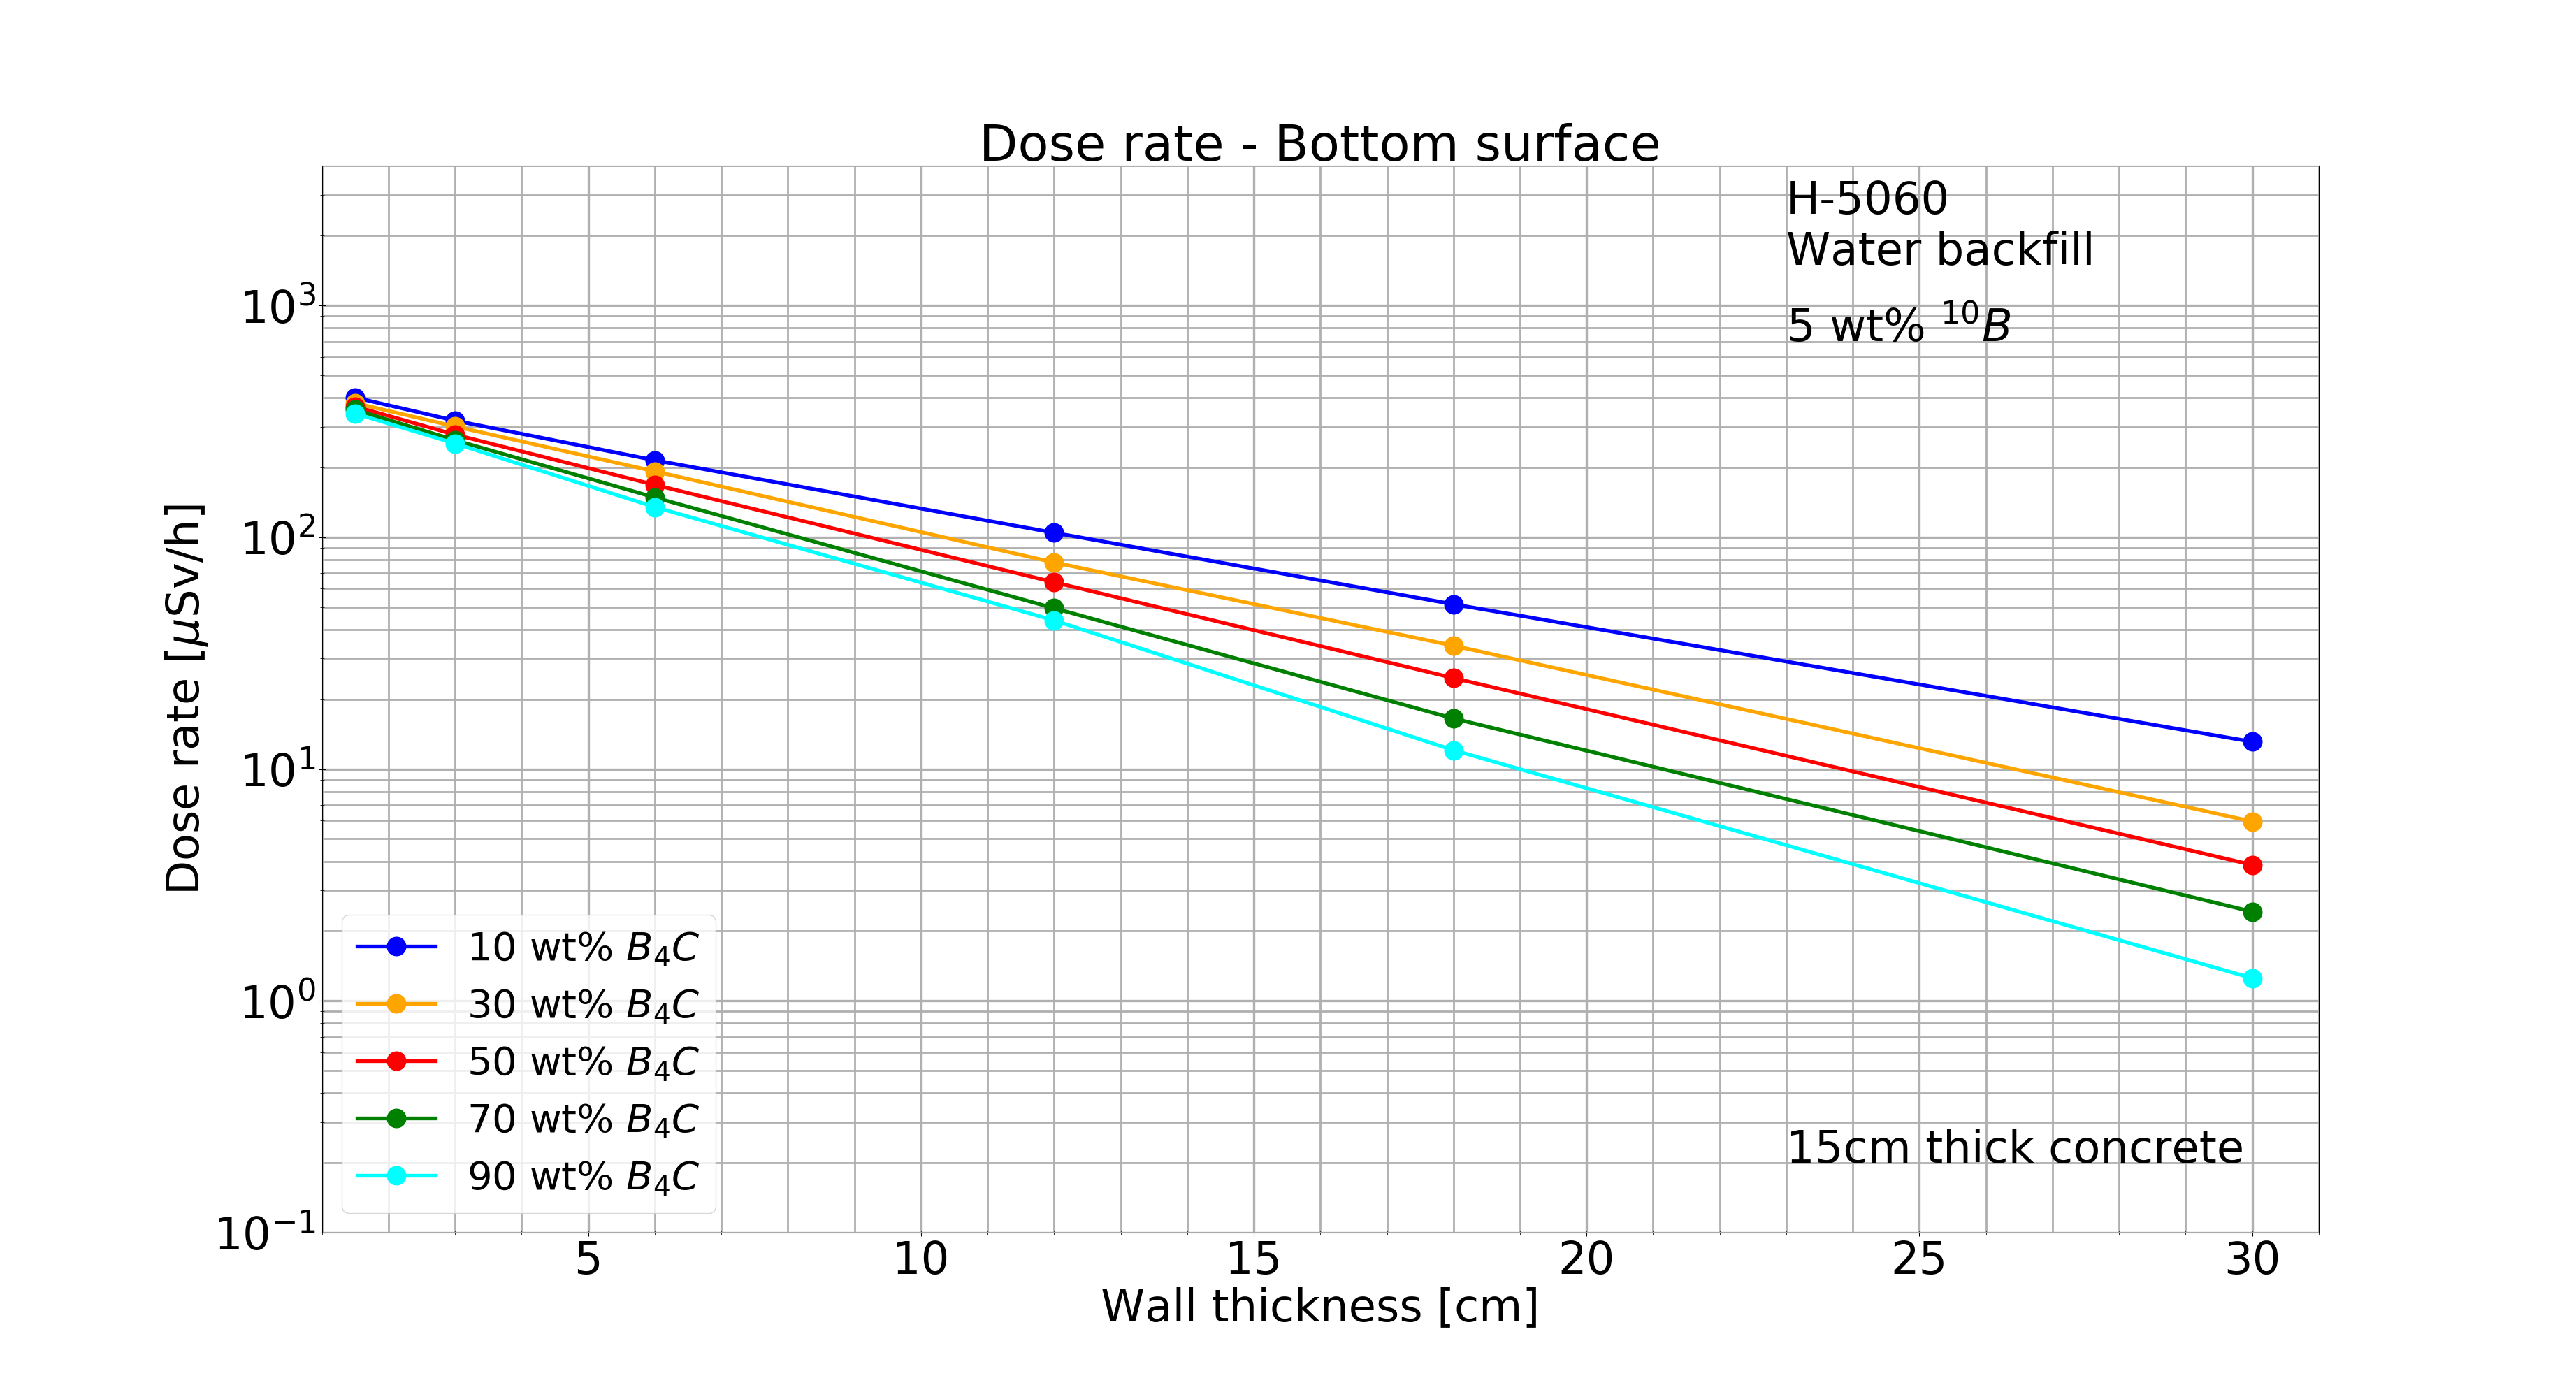 Dose rate - Bottom surface
H-5060
Water backfill
5 wt% ¹⁰B
15cm thick concrete
Dose rate [μSv/h]
10³
10²
10¹
10⁰
10⁻¹
10 wt% B₄C
30 wt% B₄C
50 wt% B₄C
70 wt% B₄C
90 wt% B₄C
5 10 15 20 25 30
Wall thickness [cm]